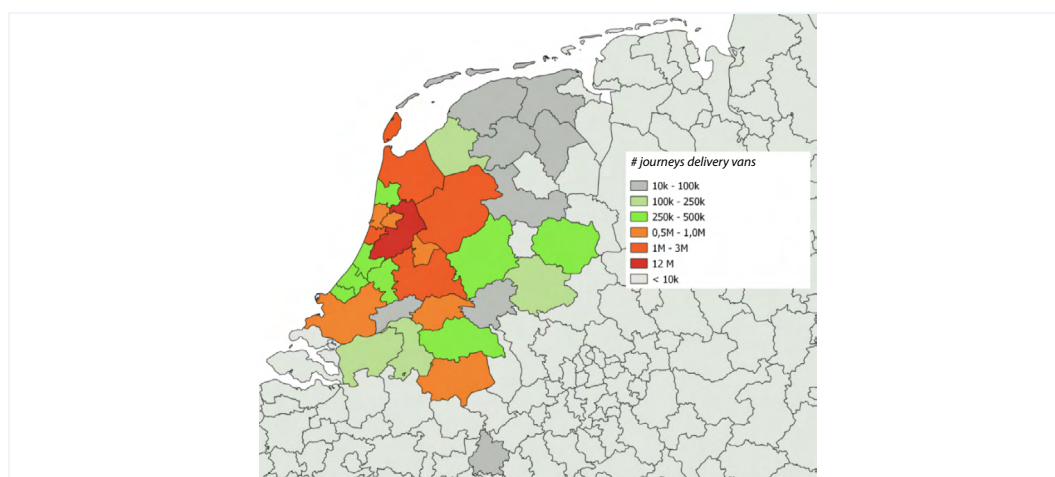 # journeys delivery vans
10k - 100k
100k - 250k
250k - 500k
0,5M - 1,0M
1M - 3M
12 M
< 10k